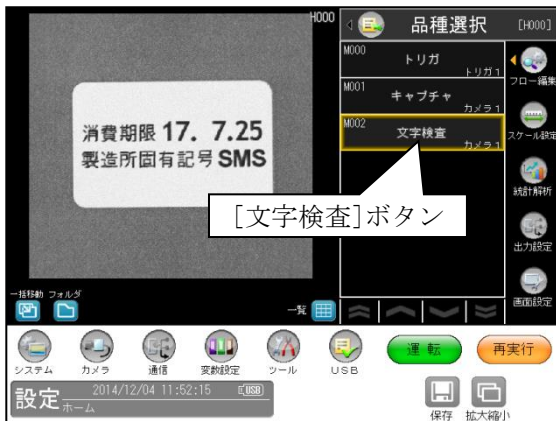 H000
品種選択
[H000]
M000
トリガ
トリガ1
M001
キャプチャ
カメラ1
M002
文字検査
カメラ1
フロー編集
スケール設定
統計解析
出力設定
画面設定
消費期限 17. 7.25
製造所固有記号 SMS
[文字検査]ボタン
一括移動 フォルダ
一覧
システム カメラ 通信 変数設定 ツール USB
運転
再実行
設定 ホーム
2014/12/04 11:52:15
USB
保存 拡大縮小